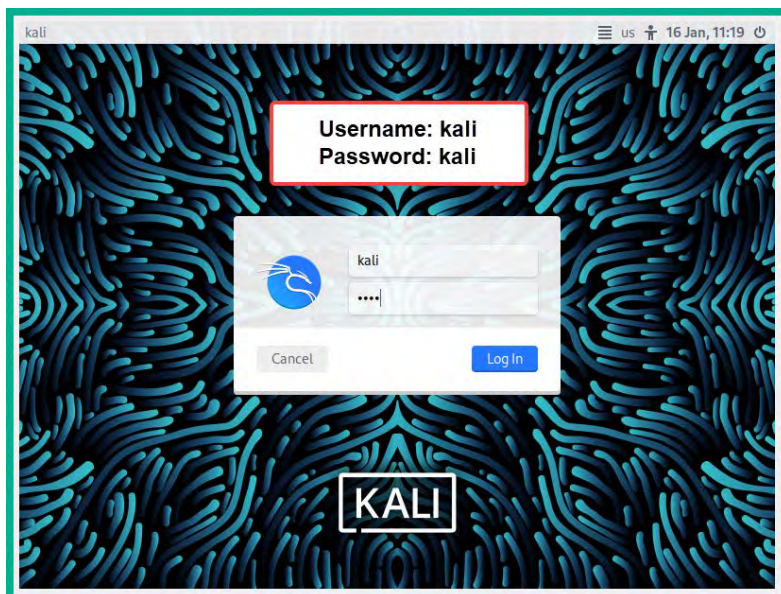 kali us 16 Jan, 11:19
Username: kali
Password: kali
kali
••••
Cancel Log In
KALI